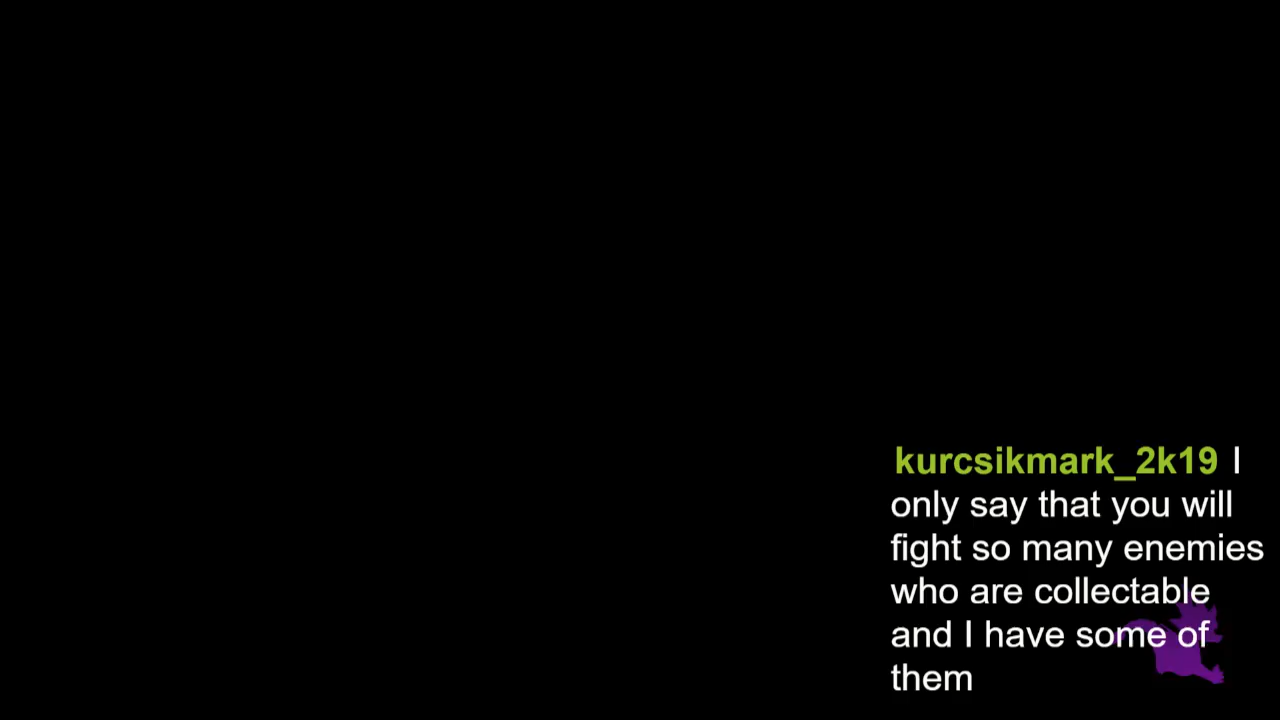 kurcsikmark_2k19 I
only say that you will
fight so many enemies
who are collectable
and I have some of
them